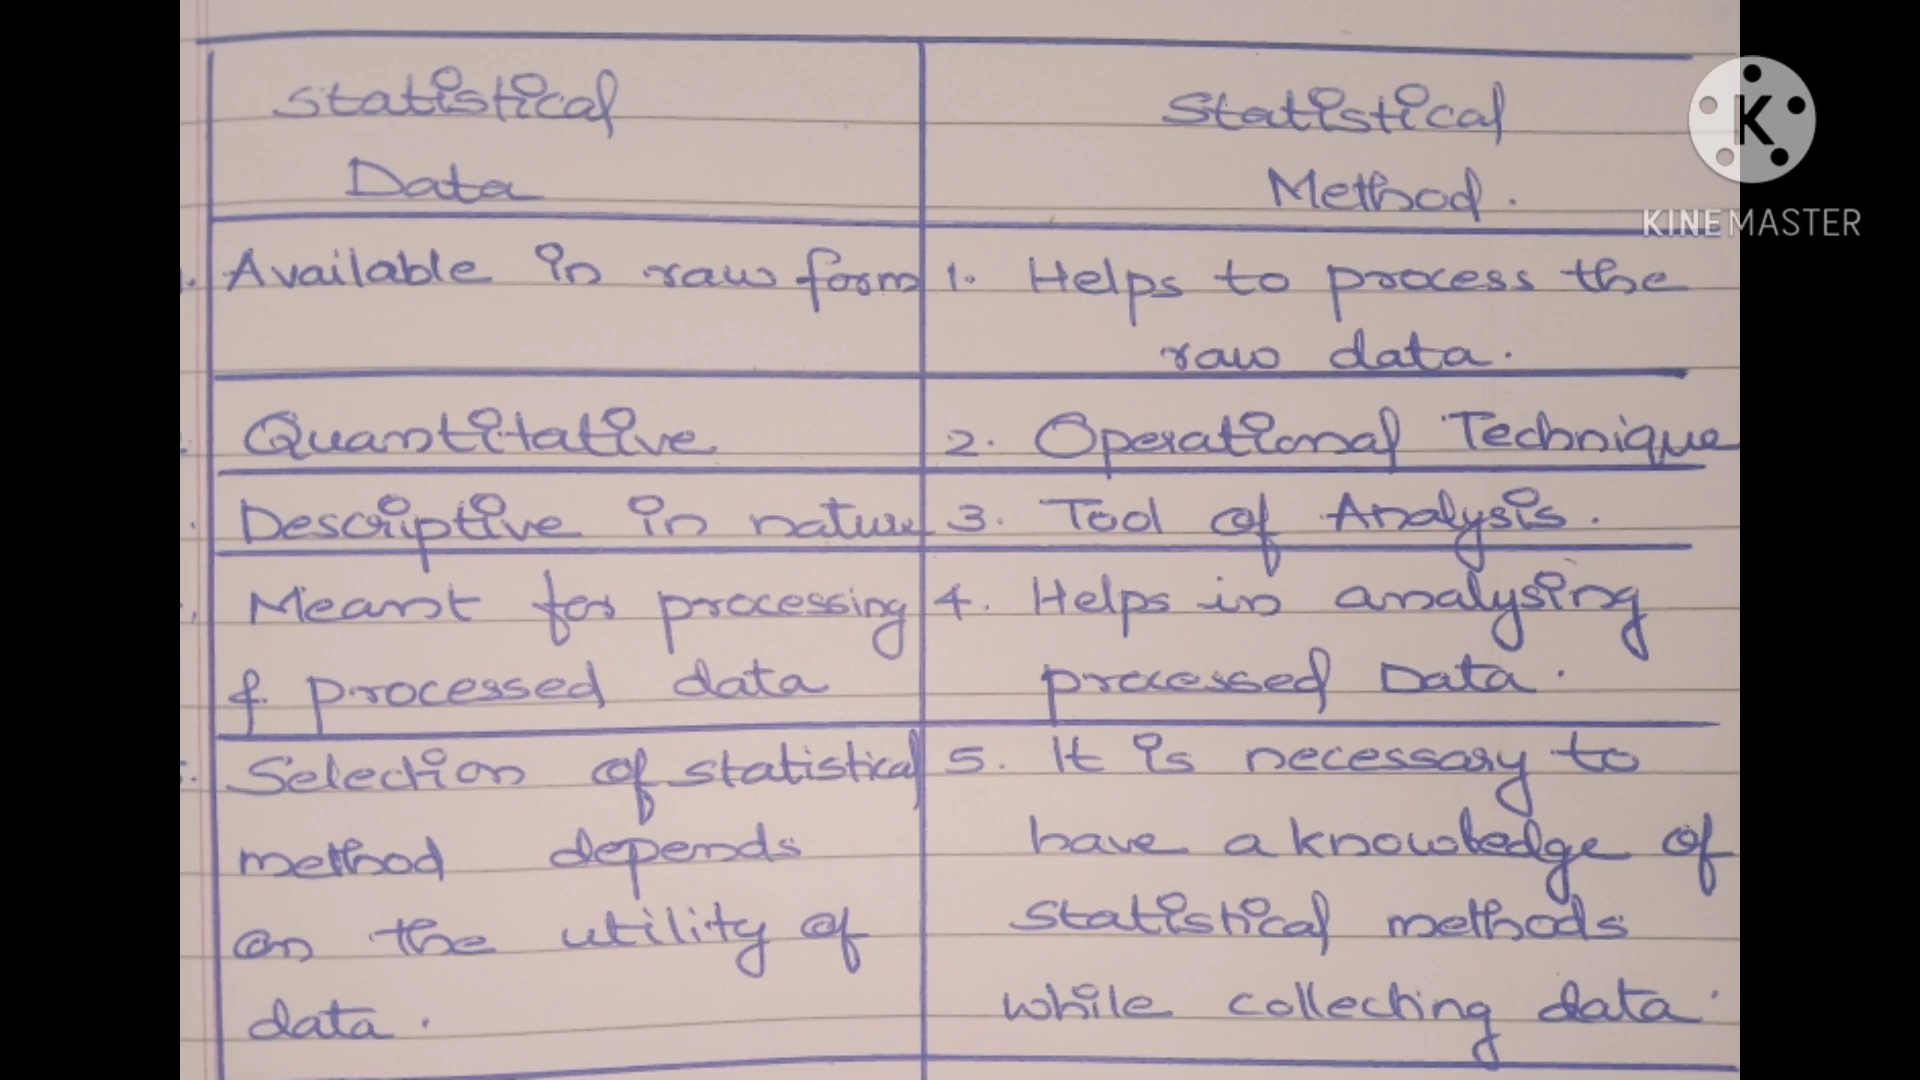 Statistical
Data
Statistical
Method.
Available in raw form
1. Helps to process the
raw data.
Quantitative
2. Operational Technique
Descriptive in nature
3. Tool of Analysis.
Meant for processing
& processed data
4. Helps in analysing
processed Data.
Selection of statistical
method depends
on the utility of
data.
5. It is necessary to
have a knowledge of
statistical methods
while collecting data.
K
KINEMASTER